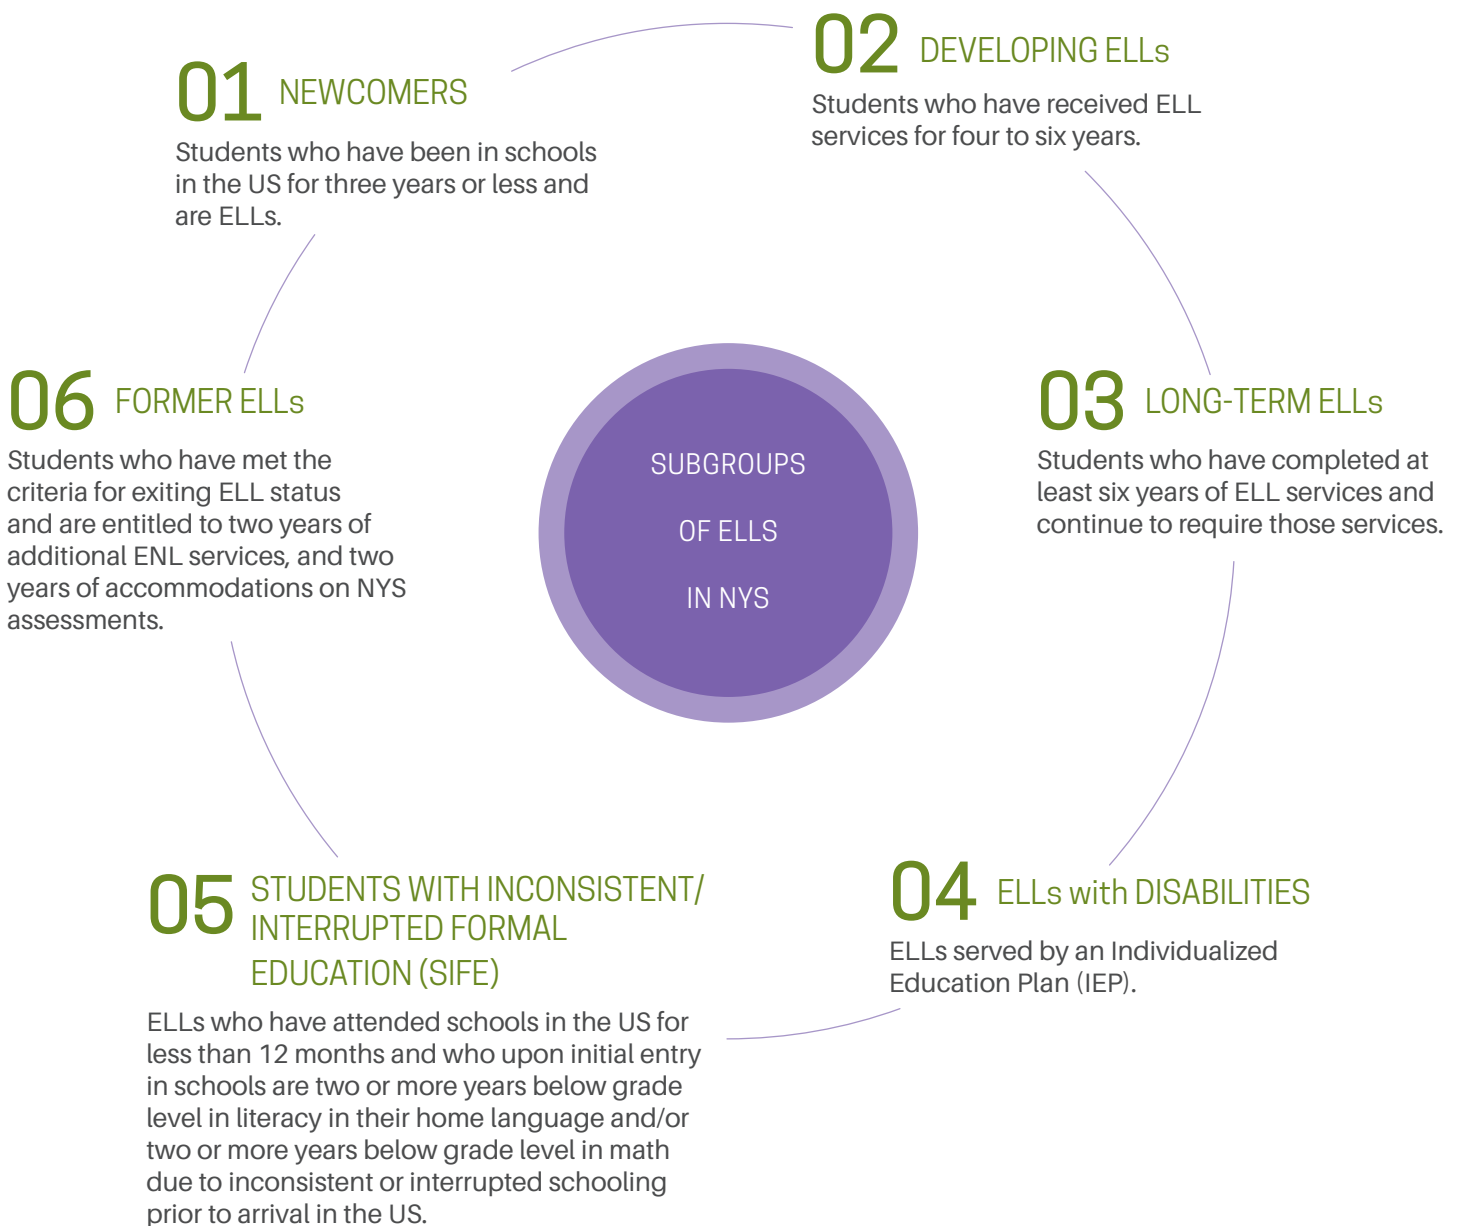 01 NEWCOMERS
Students who have been in schools
in the US for three years or less and
are ELLs.
02 DEVELOPING ELLs
Students who have received ELL
services for four to six years.
03 LONG-TERM ELLs
Students who have completed at
least six years of ELL services and
continue to require those services.
04 ELLs with DISABILITIES
ELLs served by an Individualized
Education Plan (IEP).
05 STUDENTS WITH INCONSISTENT/
INTERRUPTED FORMAL
EDUCATION (SIFE)
ELLs who have attended schools in the US for
less than 12 months and who upon initial entry
in schools are two or more years below grade
level in literacy in their home language and/or
two or more years below grade level in math
due to inconsistent or interrupted schooling
prior to arrival in the US.
06 FORMER ELLs
Students who have met the
criteria for exiting ELL status
and are entitled to two years of
additional ENL services, and two
years of accommodations on NYS
assessments.
SUBGROUPS
OF ELLS
IN NYS